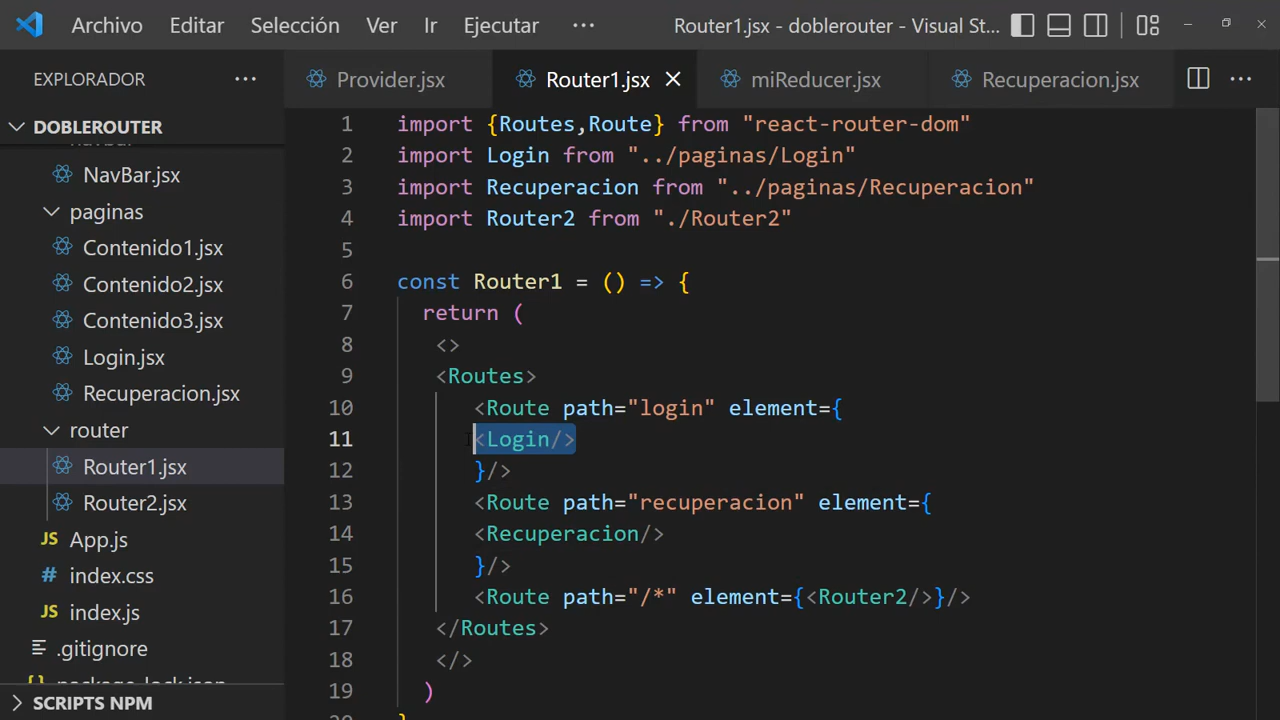 Archivo Editar Selección Ver Ir Ejecutar ··· Router1.jsx - doblerouter - Visual St...
EXPLORADOR ···
Provider.jsx Router1.jsx miReducer.jsx Recuperacion.jsx ···
DOBLEROUTER
NavBar.jsx
paginas
Contenido1.jsx
Contenido2.jsx
Contenido3.jsx
Login.jsx
Recuperacion.jsx
router
Router1.jsx
Router2.jsx
JS App.js
# index.css
JS index.js
.gitignore
SCRIPTS NPM
1 import {Routes,Route} from "react-router-dom"
2 import Login from "../paginas/Login"
3 import Recuperacion from "../paginas/Recuperacion"
4 import Router2 from "./Router2"
5
6 const Router1 = () => {
7 return (
8 <>
9 <Routes>
10 <Route path="login" element={
11 <Login/>
12 }/>
13 <Route path="recuperacion" element={
14 <Recuperacion/>
15 }/>
16 <Route path="/*" element={<Router2/>}/>
17 </Routes>
18 </>
19 )